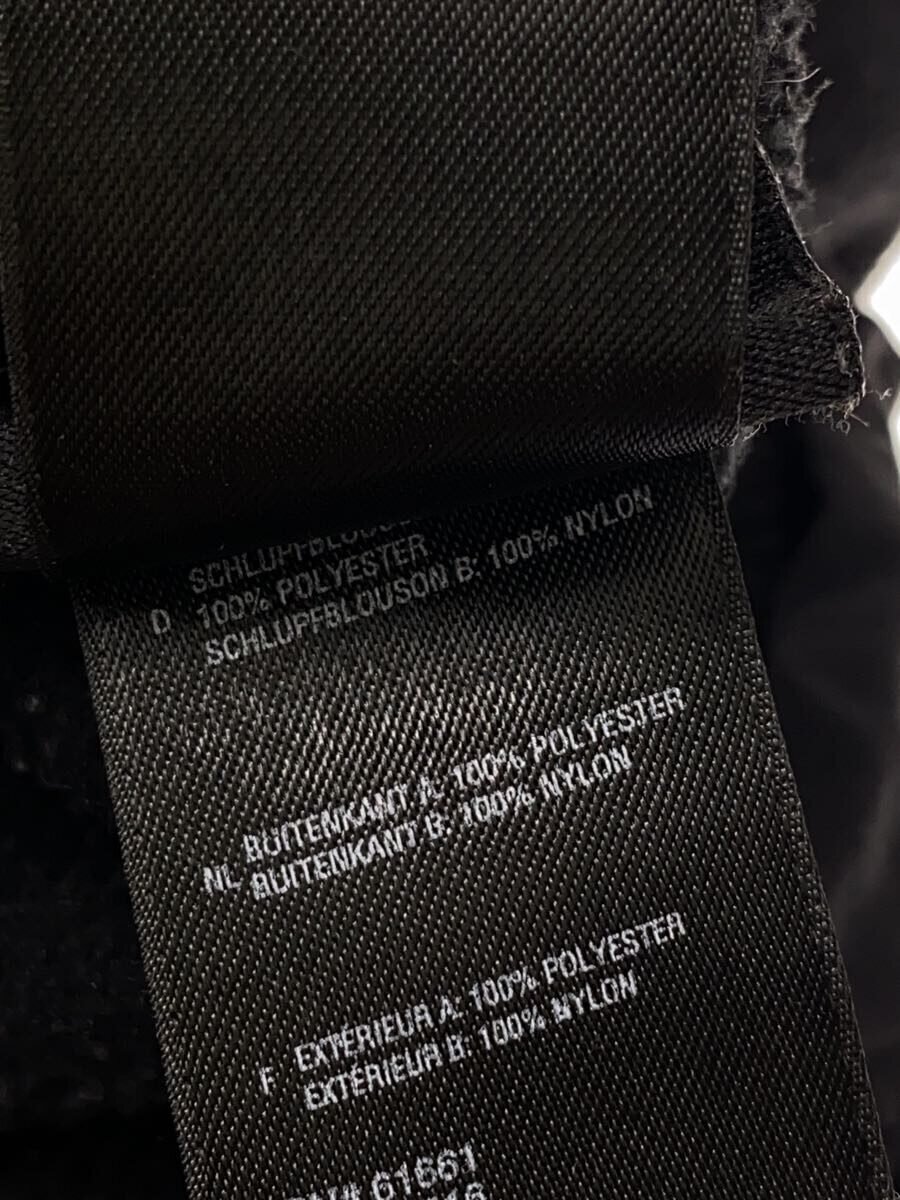 SCHLUPFBLOUSON
D 100% POLYESTER
SCHLUPFBLOUSON B: 100% NYLON
NL BUITENKANT A: 100% POLYESTER
BUITENKANT B: 100% NYLON
F EXTÉRIEUR A: 100% POLYESTER
EXTÉRIEUR B: 100% NYLON
61661